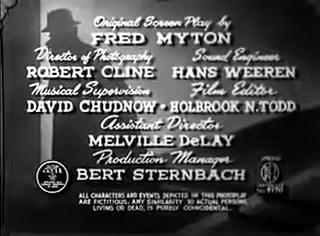 Original Screen Play by
FRED MYTON
Director of Photography Sound Engineer
ROBERT CLINE HANS WEEREN
Musical Supervision Film Editor
DAVID CHUDNOW · HOLBROOK N. TODD
Assistant Director
MELVILLE DeLAY
Production Manager
BERT STERNBACH
ALL CHARACTERS AND EVENTS DEPICTED IN THIS PHOTOPLAY
ARE FICTITIOUS. ANY SIMILARITY TO ACTUAL PERSONS,
LIVING OR DEAD, IS PURELY COINCIDENTAL.